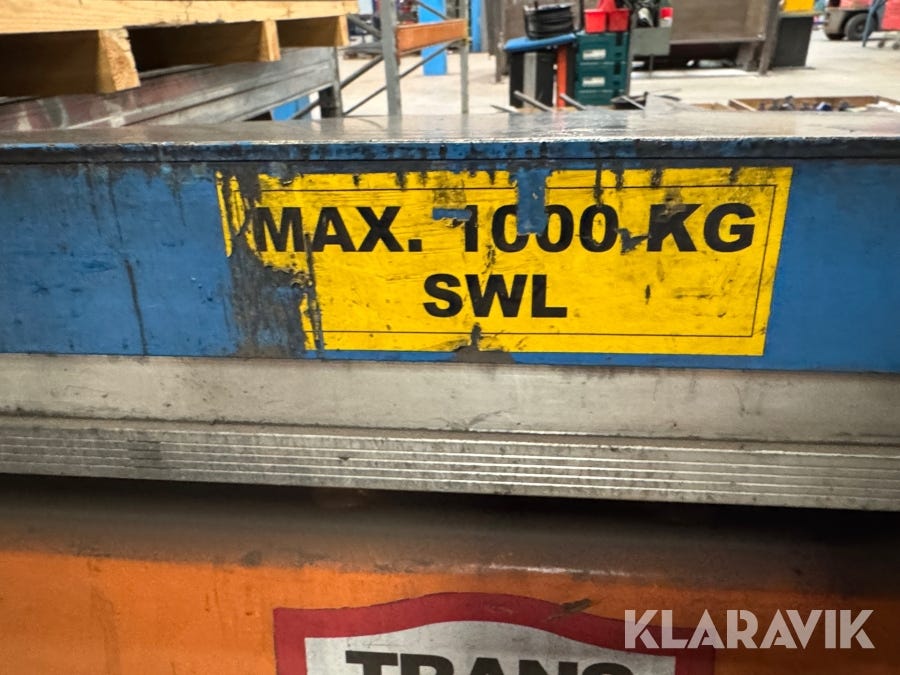 MAX. 1000 KG
SWL
TRANS
KLARAVIK